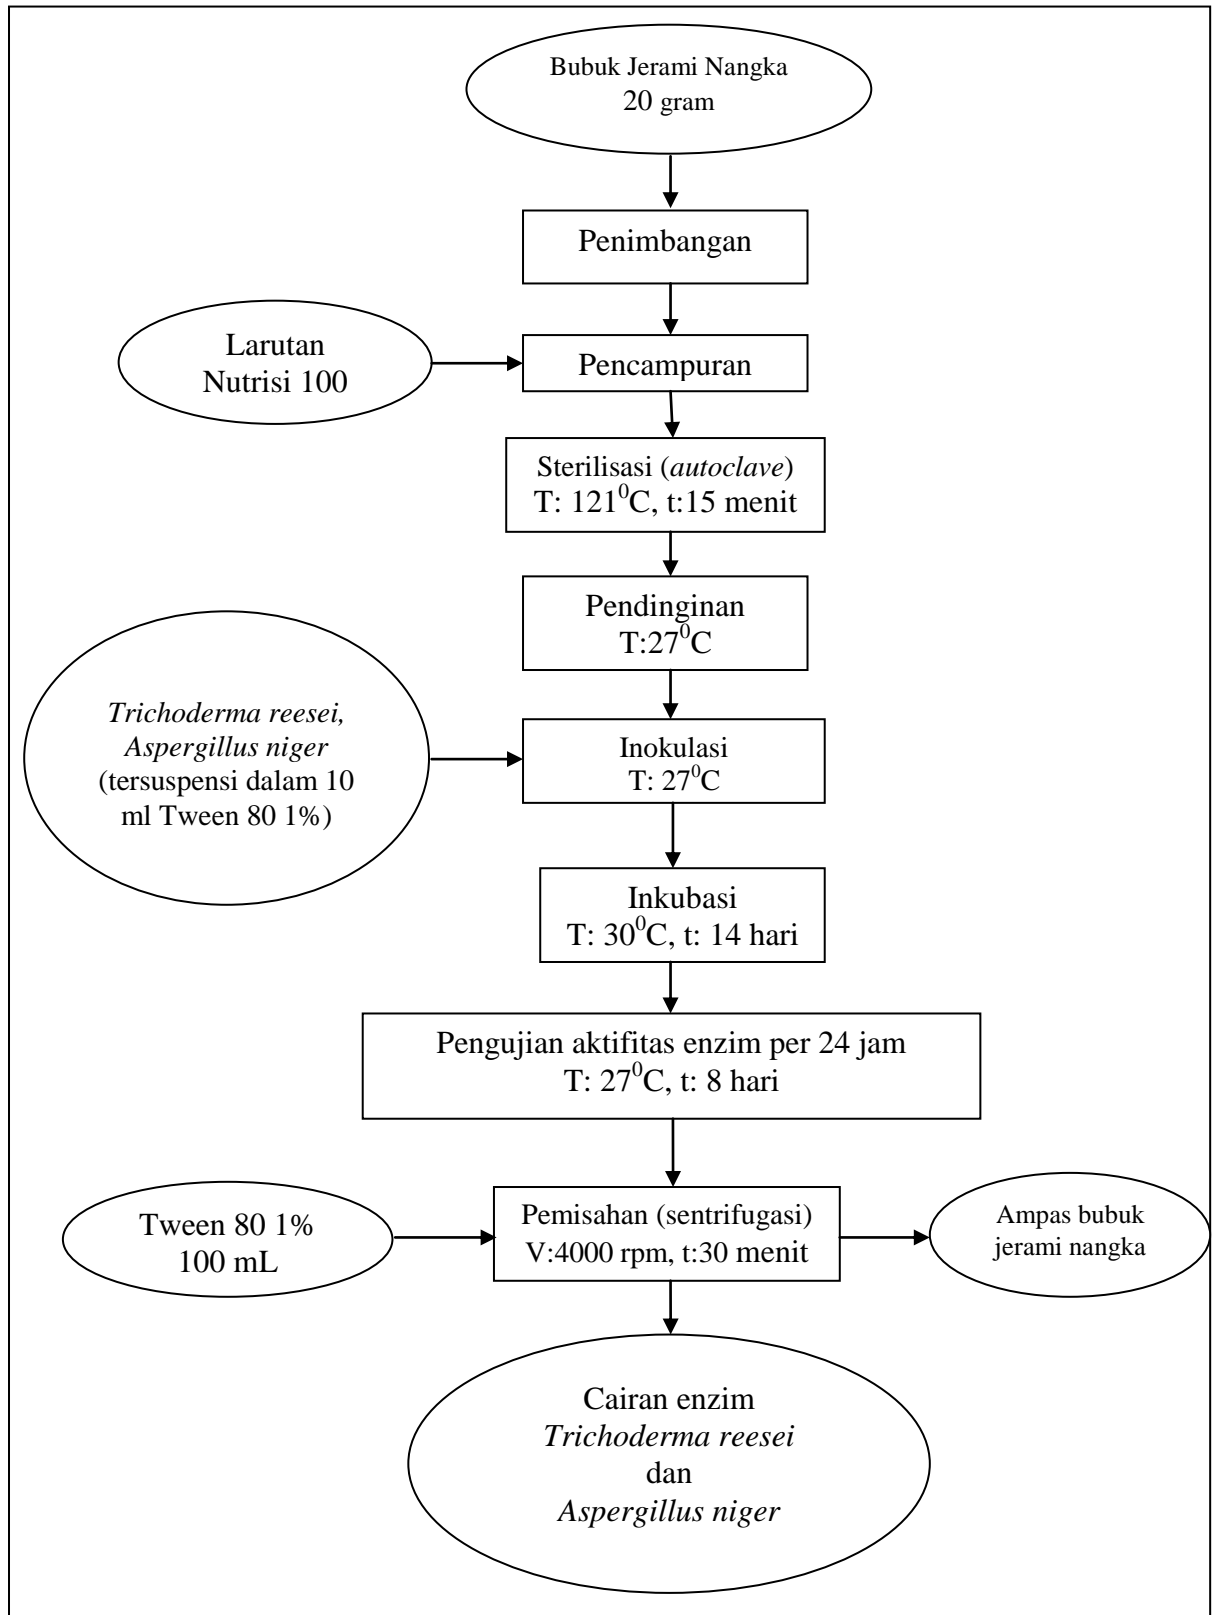 Bubuk Jerami Nangka
20 gram
Penimbangan
Larutan
Nutrisi 100
Pencampuran
Sterilisasi (autoclave)
T: 121⁰C, t:15 menit
Pendinginan
T:27⁰C
Trichoderma reesei,
Aspergillus niger
(tersuspensi dalam 10
ml Tween 80 1%)
Inokulasi
T: 27⁰C
Inkubasi
T: 30⁰C, t: 14 hari
Pengujian aktifitas enzim per 24 jam
T: 27⁰C, t: 8 hari
Tween 80 1%
100 mL
Pemisahan (sentrifugasi)
V:4000 rpm, t:30 menit
Ampas bubuk
jerami nangka
Cairan enzim
Trichoderma reesei
dan
Aspergillus niger